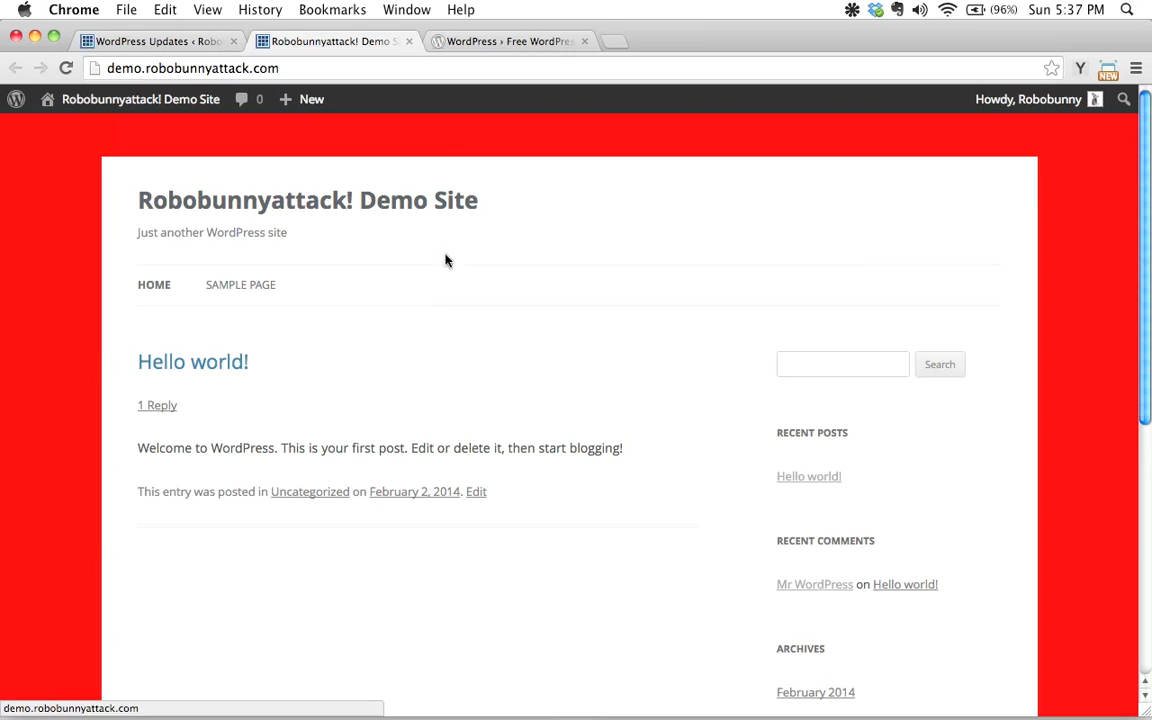 Chrome File Edit View History Bookmarks Window Help (96%) Sun 5:37 PM
WordPress Updates ‹ Robo Robobunnyattack! Demo S WordPress › Free WordPres
demo.robobunnyattack.com NEW
Robobunnyattack! Demo Site 0 New Howdy, Robobunny
Robobunnyattack! Demo Site
Just another WordPress site
HOME SAMPLE PAGE
Hello world!
Search
1 Reply
RECENT POSTS
Welcome to WordPress. This is your first post. Edit or delete it, then start blogging!
Hello world!
This entry was posted in Uncategorized on February 2, 2014. Edit
RECENT COMMENTS
Mr WordPress on Hello world!
ARCHIVES
February 2014
demo.robobunnyattack.com